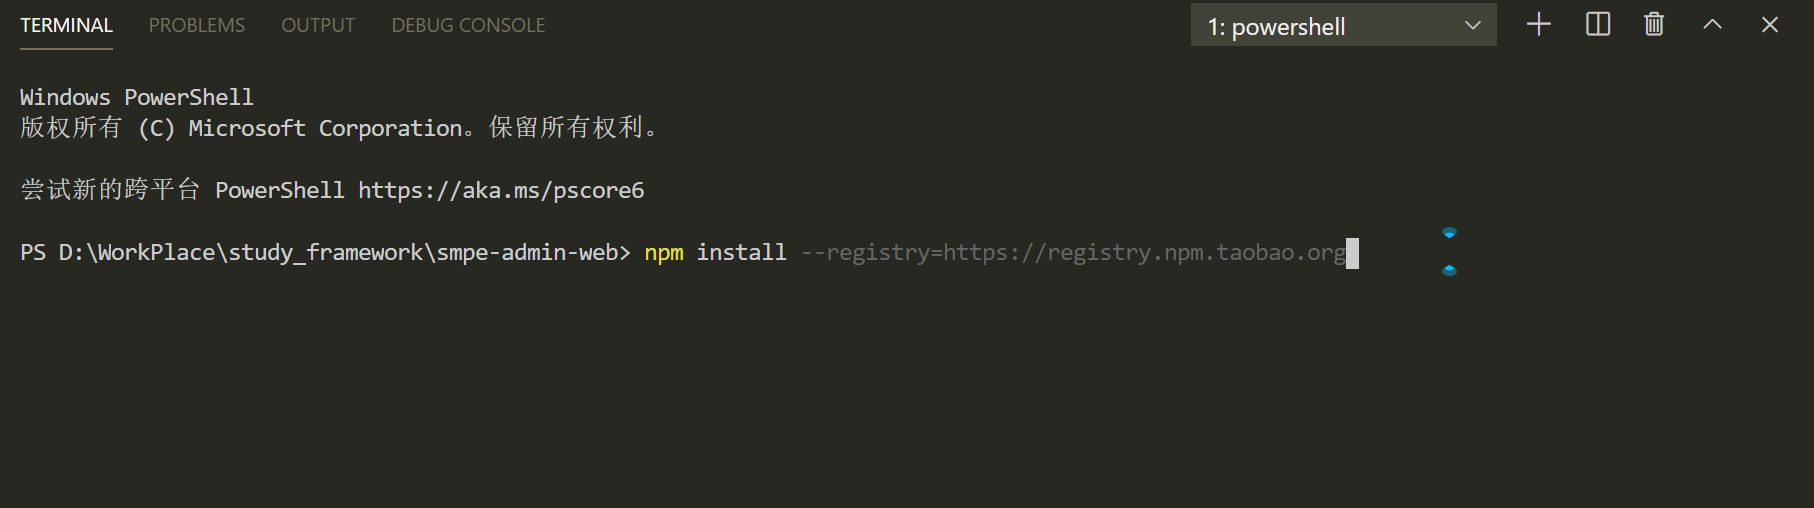 TERMINAL PROBLEMS OUTPUT DEBUG CONSOLE 1: powershell
Windows PowerShell
版权所有 (C) Microsoft Corporation。保留所有权利。
尝试新的跨平台 PowerShell https://aka.ms/pscore6
PS D:\WorkPlace\study_framework\smpe-admin-web> npm install --registry=https://registry.npm.taobao.org